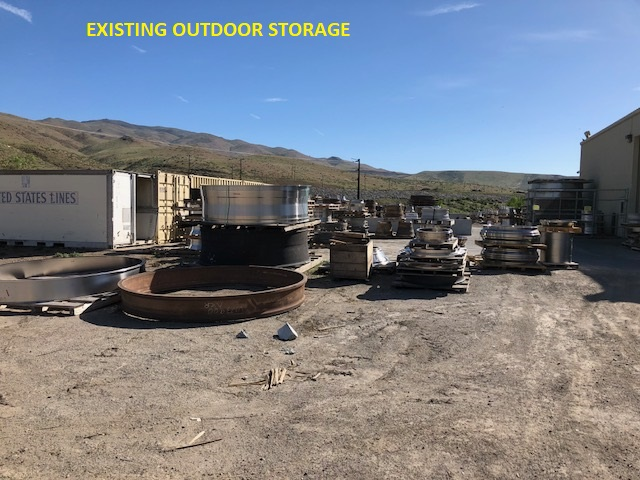 EXISTING OUTDOOR STORAGE
ED STATES LINES